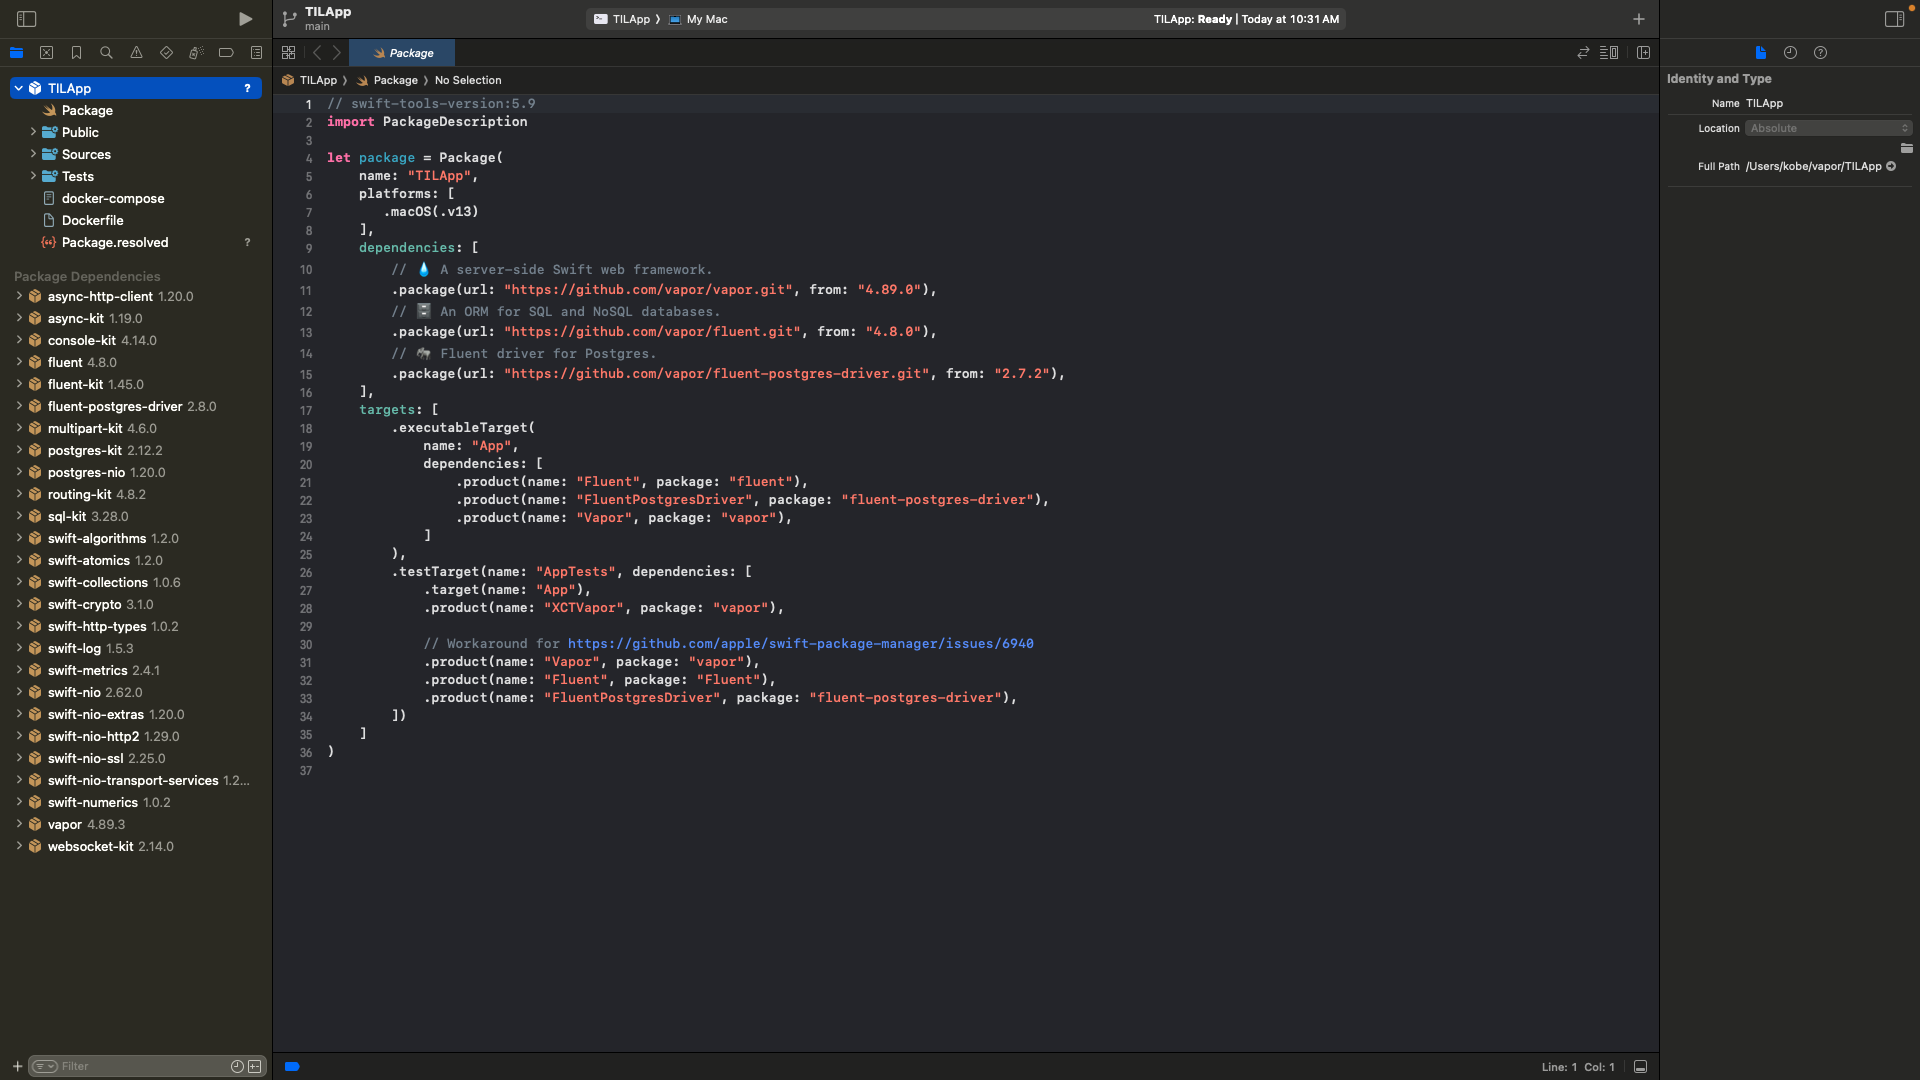 TILApp
main
TILApp 〉 My Mac
TILApp: Ready | Today at 10:31 AM
Package
TILApp 〉 Package 〉 No Selection
TILApp ?
Package
Public
Sources
Tests
docker-compose
Dockerfile
Package.resolved ?
Package Dependencies
async-http-client 1.20.0
async-kit 1.19.0
console-kit 4.14.0
fluent 4.8.0
fluent-kit 1.45.0
fluent-postgres-driver 2.8.0
multipart-kit 4.6.0
postgres-kit 2.12.2
postgres-nio 1.20.0
routing-kit 4.8.2
sql-kit 3.28.0
swift-algorithms 1.2.0
swift-atomics 1.2.0
swift-collections 1.0.6
swift-crypto 3.1.0
swift-http-types 1.0.2
swift-log 1.5.3
swift-metrics 2.4.1
swift-nio 2.62.0
swift-nio-extras 1.20.0
swift-nio-http2 1.29.0
swift-nio-ssl 2.25.0
swift-nio-transport-services 1.2...
swift-numerics 1.0.2
vapor 4.89.3
websocket-kit 2.14.0
Filter
1 // swift-tools-version:5.9
2 import PackageDescription
3
4 let package = Package(
5     name: "TILApp",
6     platforms: [
7        .macOS(.v13)
8     ],
9     dependencies: [
10         // 💧 A server-side Swift web framework.
11         .package(url: "https://github.com/vapor/vapor.git", from: "4.89.0"),
12         // 🗄 An ORM for SQL and NoSQL databases.
13         .package(url: "https://github.com/vapor/fluent.git", from: "4.8.0"),
14         // 🐘 Fluent driver for Postgres.
15         .package(url: "https://github.com/vapor/fluent-postgres-driver.git", from: "2.7.2"),
16     ],
17     targets: [
18         .executableTarget(
19             name: "App",
20             dependencies: [
21                 .product(name: "Fluent", package: "fluent"),
22                 .product(name: "FluentPostgresDriver", package: "fluent-postgres-driver"),
23                 .product(name: "Vapor", package: "vapor"),
24             ]
25         ),
26         .testTarget(name: "AppTests", dependencies: [
27             .target(name: "App"),
28             .product(name: "XCTVapor", package: "vapor"),
29
30             // Workaround for https://github.com/apple/swift-package-manager/issues/6940
31             .product(name: "Vapor", package: "vapor"),
32             .product(name: "Fluent", package: "Fluent"),
33             .product(name: "FluentPostgresDriver", package: "fluent-postgres-driver"),
34         ])
35     ]
36 )
37
Line: 1 Col: 1
Identity and Type
Name TILApp
Location Absolute
Full Path /Users/kobe/vapor/TILApp